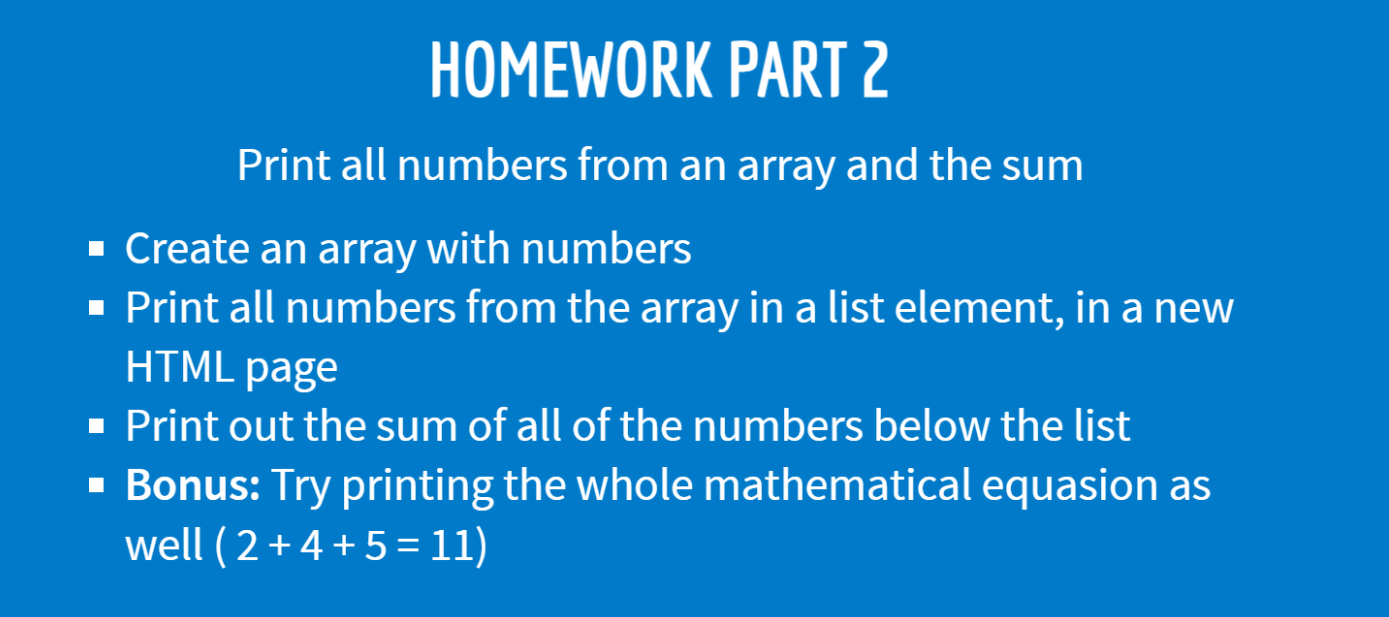 HOMEWORK PART 2
Print all numbers from an array and the sum
Create an array with numbers
Print all numbers from the array in a list element, in a new
HTML page
Print out the sum of all of the numbers below the list
Bonus: Try printing the whole mathematical equasion as
well ( 2 + 4 + 5 = 11)